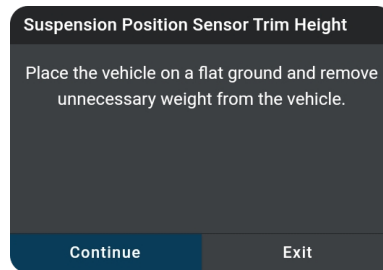 Suspension Position Sensor Trim Height
Place the vehicle on a flat ground and remove
unnecessary weight from the vehicle.
Continue
Exit